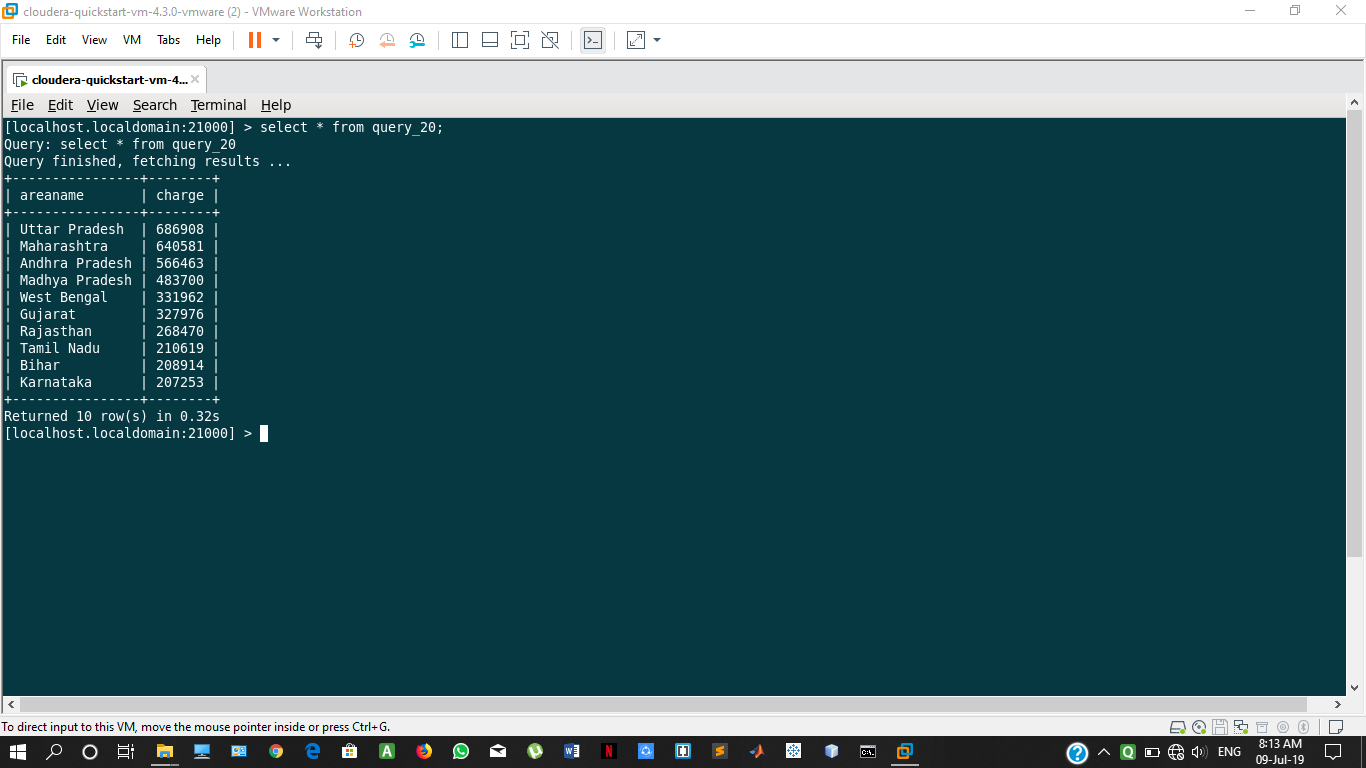 cloudera-quickstart-vm-4.3.0-vmware (2) - VMware Workstation
File Edit View VM Tabs Help
cloudera-quickstart-vm-4...
File Edit View Search Terminal Help
[localhost.localdomain:21000] > select * from query_20;
Query: select * from query_20
Query finished, fetching results ...
+----------------+--------+
| areaname       | charge |
+----------------+--------+
| Uttar Pradesh  | 686908 |
| Maharashtra    | 640581 |
| Andhra Pradesh | 566463 |
| Madhya Pradesh | 483700 |
| West Bengal    | 331962 |
| Gujarat        | 327976 |
| Rajasthan      | 268470 |
| Tamil Nadu     | 210619 |
| Bihar          | 208914 |
| Karnataka      | 207253 |
+----------------+--------+
Returned 10 row(s) in 0.32s
[localhost.localdomain:21000] >
To direct input to this VM, move the mouse pointer inside or press Ctrl+G.
ENG
8:13 AM
09-Jul-19